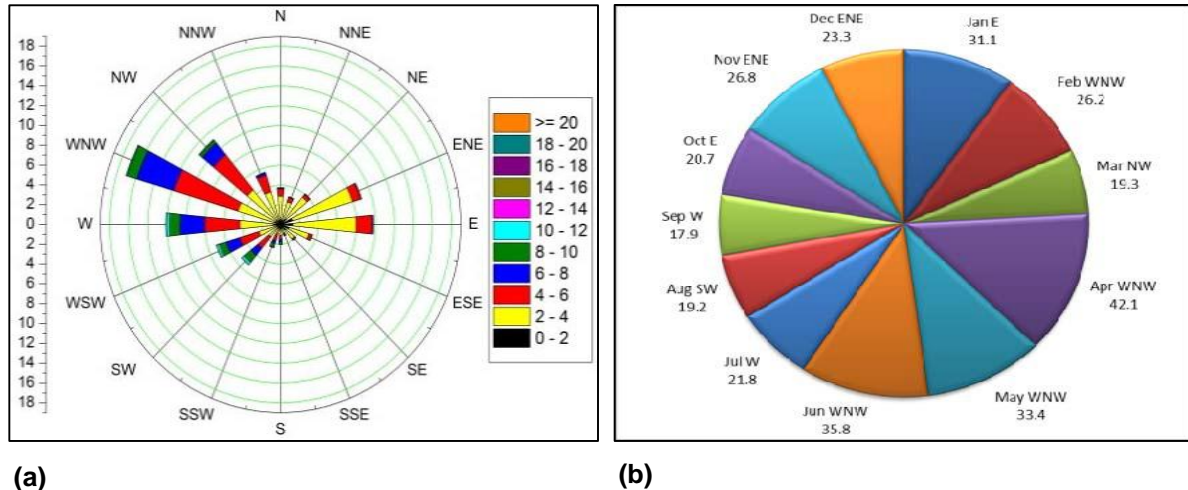 N
NNW
NNE
NW
NE
WNW
ENE
W
E
WSW
ESE
SW
SE
SSW
SSE
S
18
16
14
12
10
8
6
4
2
0
2
4
6
8
10
12
14
16
18
>= 20
18 - 20
16 - 18
14 - 16
12 - 14
10 - 12
8 - 10
6 - 8
4 - 6
2 - 4
0 - 2
(a)
Dec ENE
23.3
Jan E
31.1
Nov ENE
26.8
Feb WNW
26.2
Oct E
20.7
Mar NW
19.3
Sep W
17.9
Apr WNW
42.1
Aug SW
19.2
Jul W
21.8
May WNW
33.4
Jun WNW
35.8
(b)